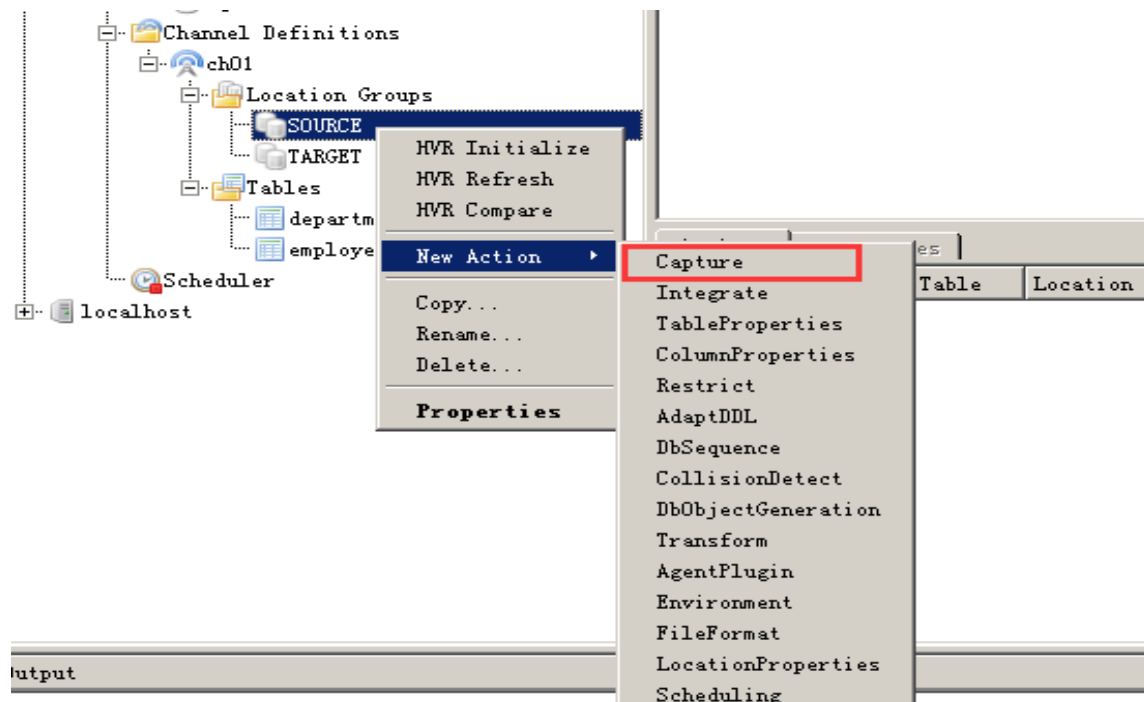 Channel Definitions
ch01
Location Groups
SOURCE
TARGET
Tables
departm
employe
Scheduler
localhost
HVR Initialize
HVR Refresh
HVR Compare
New Action
Copy...
Rename...
Delete...
Properties
Capture
Integrate
TableProperties
ColumnProperties
Restrict
AdaptDDL
DbSequence
CollisionDetect
DbObjectGeneration
Transform
AgentPlugin
Environment
FileFormat
LocationProperties
Scheduling
es
Table Location
utput